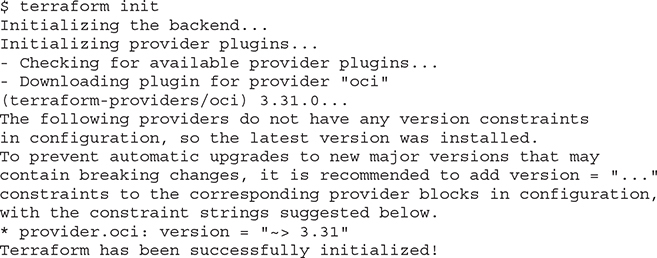 $ terraform init
Initializing the backend...
Initializing provider plugins...
- Checking for available provider plugins...
- Downloading plugin for provider "oci"
(terraform-providers/oci) 3.31.0...
The following providers do not have any version constraints
in configuration, so the latest version was installed.
To prevent automatic upgrades to new major versions that may
contain breaking changes, it is recommended to add version = "..."
constraints to the corresponding provider blocks in configuration,
with the constraint strings suggested below.
* provider.oci: version = "~> 3.31"
Terraform has been successfully initialized!